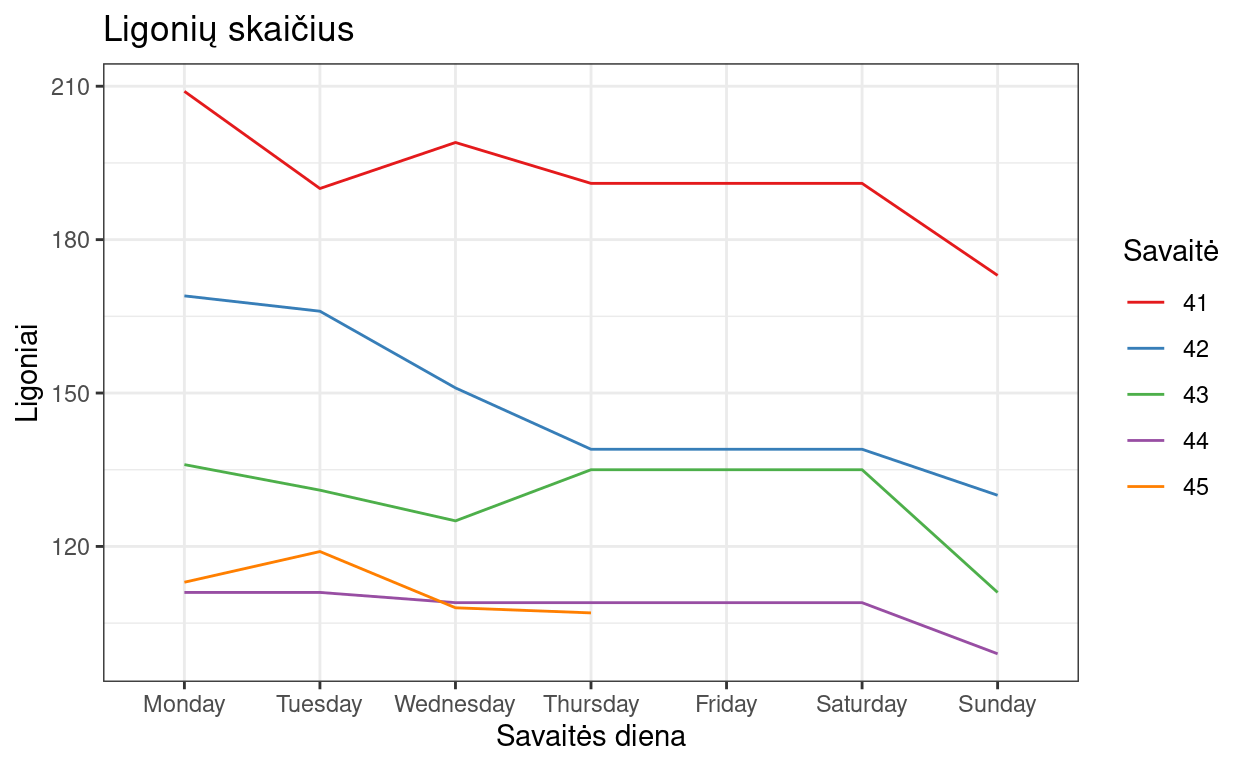 Ligonių skaičius
210
180
150
120
Ligoniai
Monday Tuesday Wednesday Thursday Friday Saturday Sunday
Savaitės diena
Savaitė
41
42
43
44
45